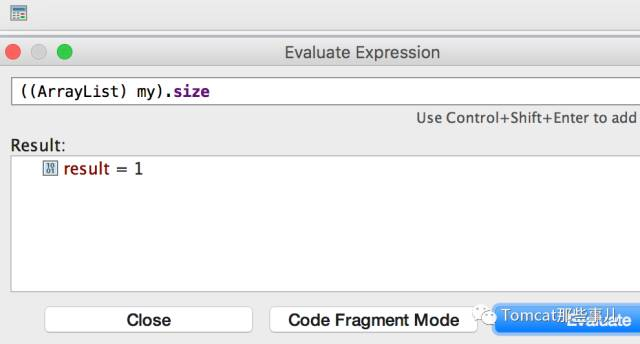 Evaluate Expression
((ArrayList) my).size
Use Control+Shift+Enter to add
Result:
result = 1
Close
Code Fragment Mode
Evaluate
Tomcat那些事儿